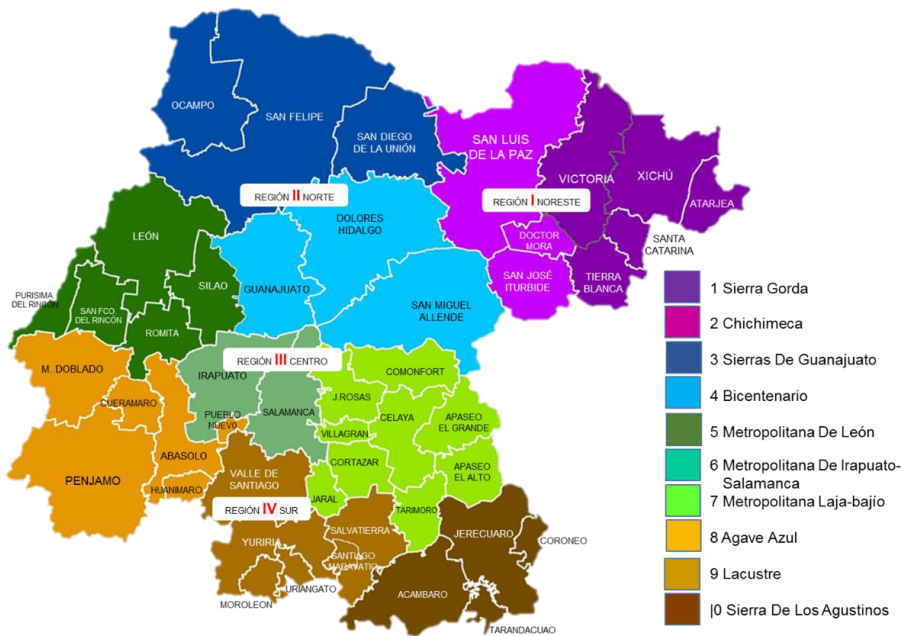 OCAMPO
SAN FELIPE
SAN DIEGO
DE LA UNIÓN
SAN LUIS
DE LA PAZ
VICTORIA
XICHÚ
ATARJEA
REGIÓN II NORTE
REGIÓN I NORESTE
DOLORES
HIDALGO
LEÓN
DOCTOR
MORA
SANTA
CATARINA
SILAO
GUANAJUATO
SAN JOSÉ
ITURBIDE
TIERRA
BLANCA
PURISIMA
DEL RINCÓN
SAN FCO.
DEL RINCÓN
ROMITA
SAN MIGUEL
ALLENDE
REGIÓN III CENTRO
M. DOBLADO
IRAPUATO
COMONFORT
CUERAMARO
J.ROSAS
PUEBLO
NUEVO
SALAMANCA
CELAYA
APASEO
EL GRANDE
VILLAGRAN
ABASOLO
CORTAZAR
PENJAMO
VALLE DE
SANTIAGO
APASEO
EL ALTO
HUANIMARO
JARAL
REGIÓN IV SUR
TARIMORO
SALVATIERRA
JERECUARO
CORONEO
YURIRIA
SANTIAGO
MARAVATIO
URIANGATO
MOROLEON
ACAMBARO
TARANDACUAO
1 Sierra Gorda
2 Chichimeca
3 Sierras De Guanajuato
4 Bicentenario
5 Metropolitana De León
6 Metropolitana De Irapuato-
Salamanca
7 Metropolitana Laja-bajío
8 Agave Azul
9 Lacustre
|0 Sierra De Los Agustinos